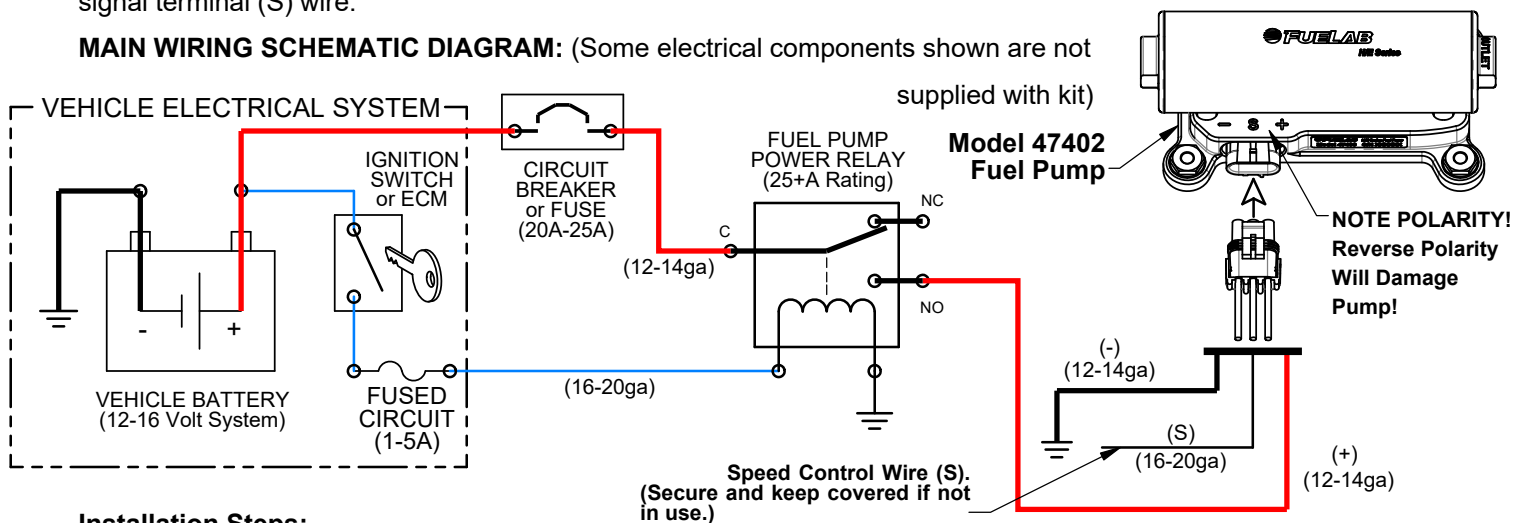 signal terminal (S) wire.
MAIN WIRING SCHEMATIC DIAGRAM: (Some electrical components shown are not
supplied with kit)
VEHICLE ELECTRICAL SYSTEM
IGNITION
SWITCH
or ECM
-
+
VEHICLE BATTERY
(12-16 Volt System)
FUSED
CIRCUIT
(1-5A)
CIRCUIT
BREAKER
or FUSE
(20A-25A)
(12-14ga)
(16-20ga)
FUEL PUMP
POWER RELAY
(25+A Rating)
C
NC
NO
Model 47402
Fuel Pump
FUELAB
OUTLET
- S +
NOTE POLARITY!
Reverse Polarity
Will Damage
Pump!
(-)
(12-14ga)
(S)
(16-20ga)
(+)
(12-14ga)
Speed Control Wire (S).
(Secure and keep covered if not
in use.)
Installation Steps: